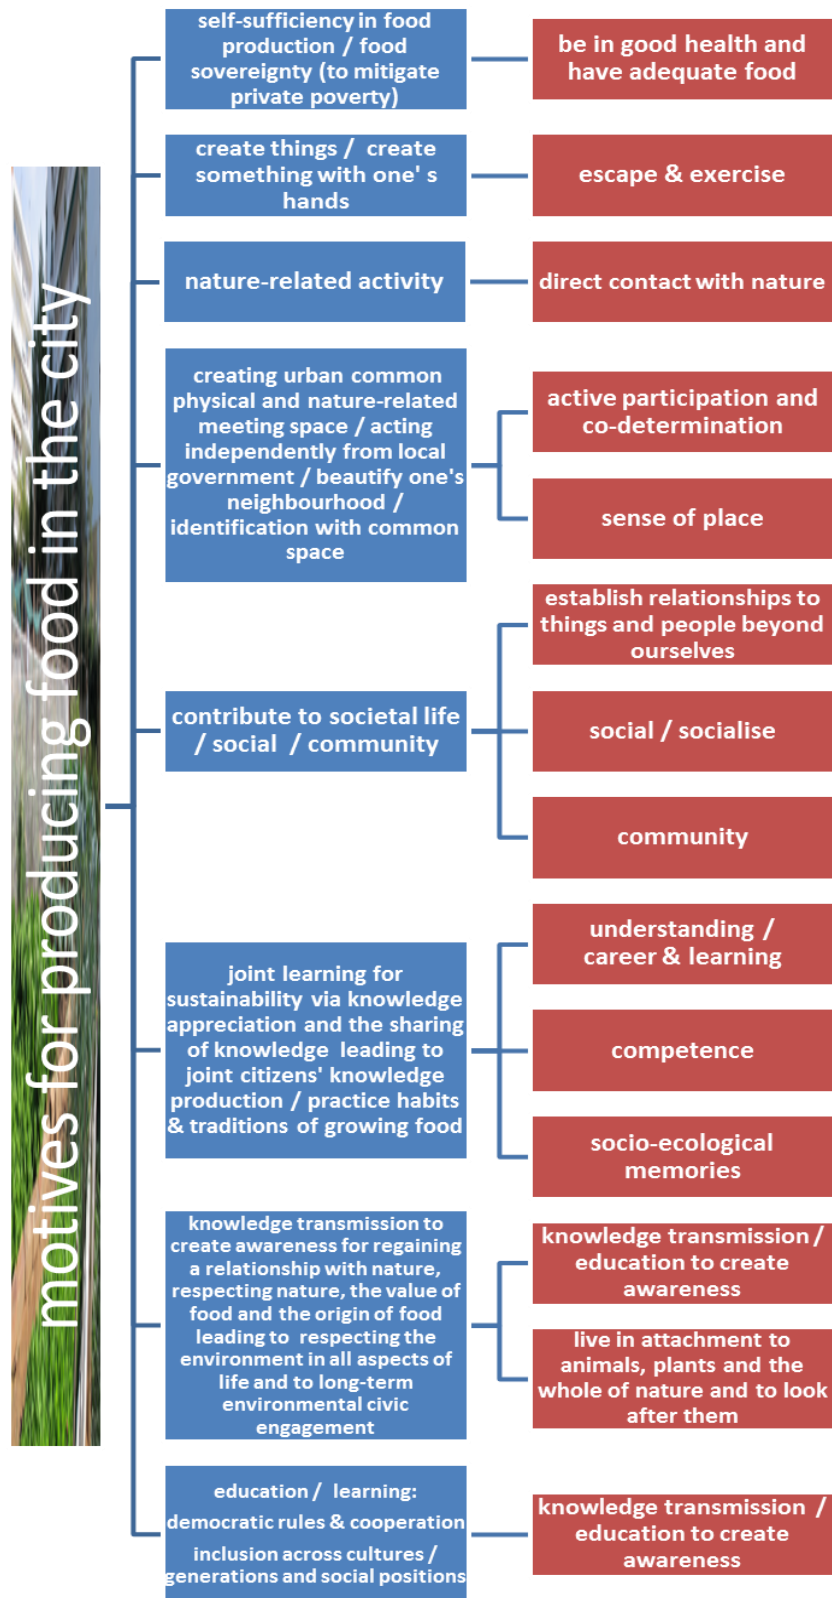 motives for producing food in the city
self-sufficiency in food
production / food
sovereignty (to mitigate
private poverty)
be in good health and
have adequate food
create things / create
something with one' s
hands
escape & exercise
nature-related activity
direct contact with nature
creating urban common
physical and nature-related
meeting space / acting
independently from local
government / beautify one's
neighbourhood /
identification with common
space
active participation and
co-determination
sense of place
contribute to societal life
/ social / community
establish relationships to
things and people beyond
ourselves
social / socialise
community
joint learning for
sustainability via knowledge
appreciation and the sharing
of knowledge leading to
joint citizens' knowledge
production / practice habits
& traditions of growing food
understanding /
career & learning
competence
socio-ecological
memories
knowledge transmission to
create awareness for regaining
a relationship with nature,
respecting nature, the value of
food and the origin of food
leading to respecting the
environment in all aspects of
life and to long-term
environmental civic
engagement
knowledge transmission /
education to create
awareness
live in attachment to
animals, plants and the
whole of nature and to look
after them
education / learning:
democratic rules & cooperation
inclusion across cultures /
generations and social positions
knowledge transmission /
education to create
awareness